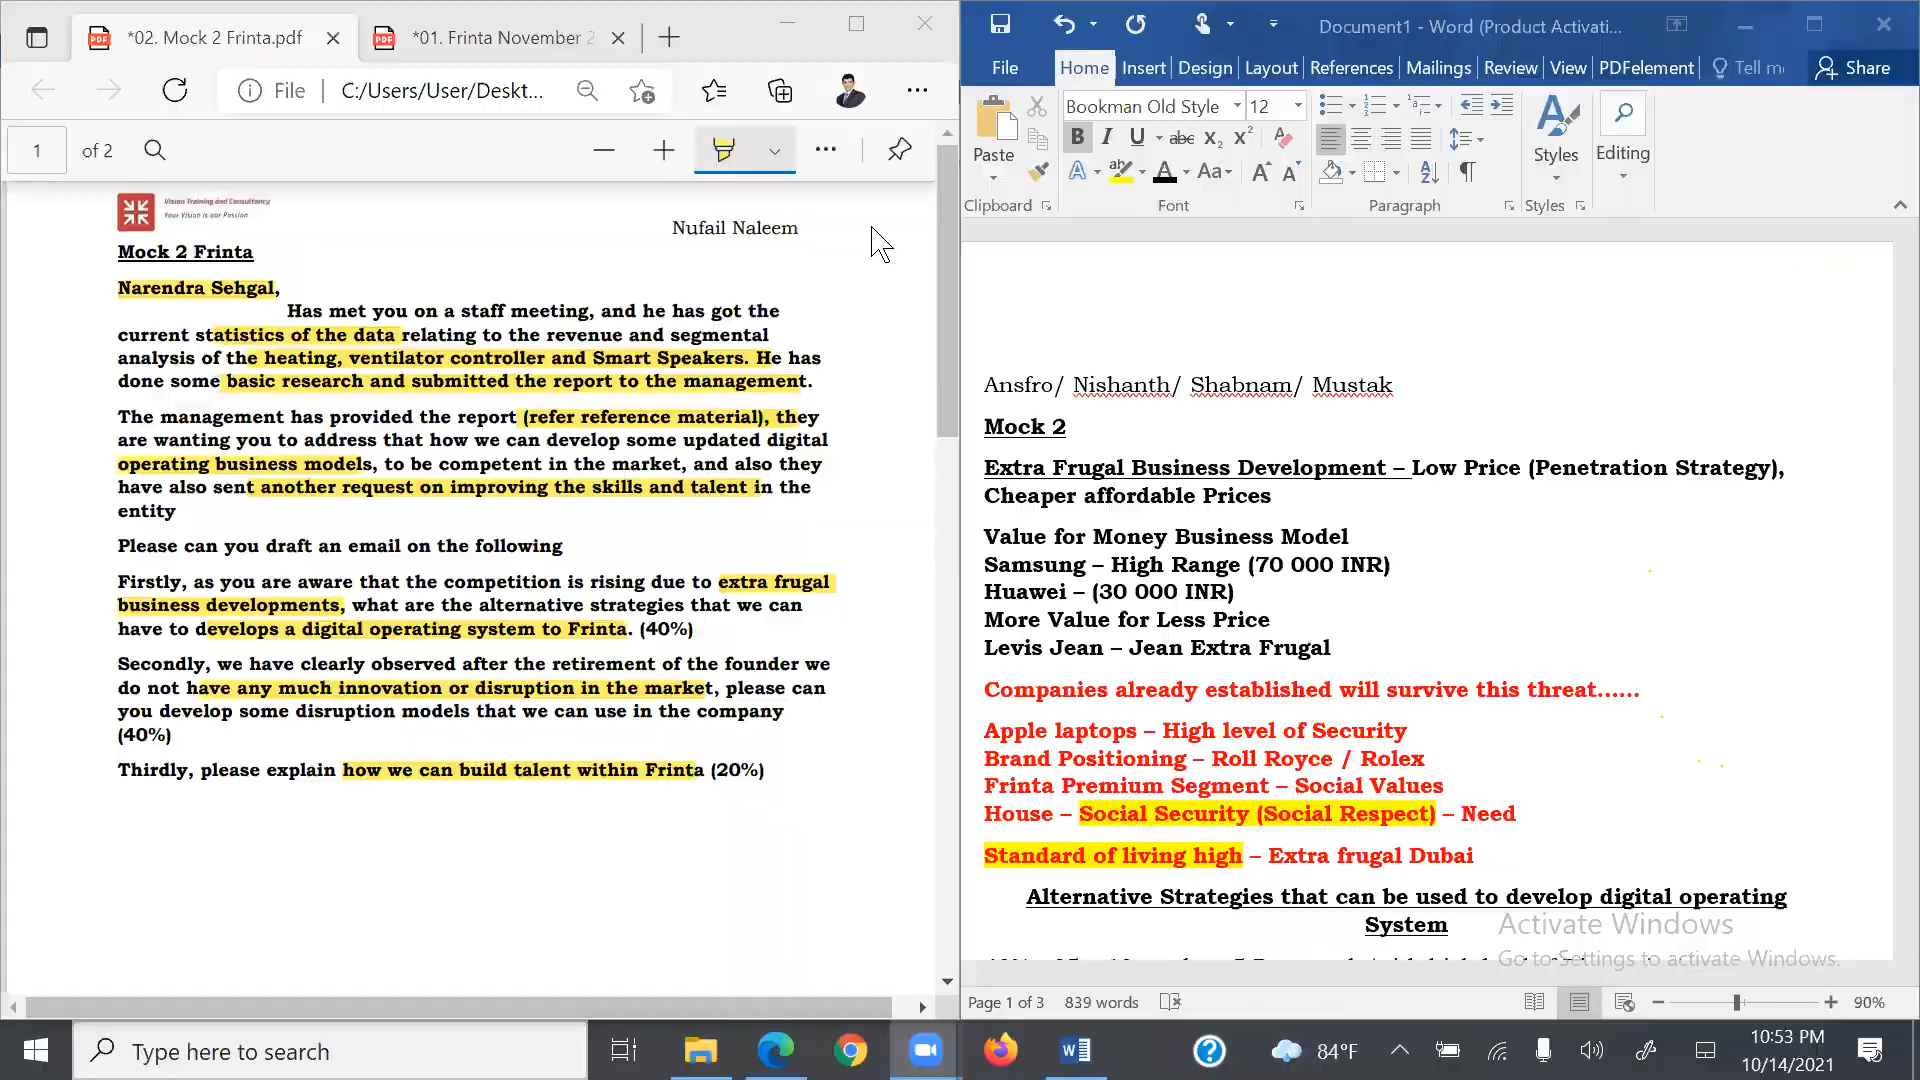 *02. Mock 2 Frinta.pdf
*01. Frinta November 2
File
C:/Users/User/Deskt...
1 of 2
Vision Training and Consultancy
Your Vision is our Passion
Nufail Naleem
Mock 2 Frinta
Narendra Sehgal,
Has met you on a staff meeting, and he has got the
current statistics of the data relating to the revenue and segmental
analysis of the heating, ventilator controller and Smart Speakers. He has
done some basic research and submitted the report to the management.
The management has provided the report (refer reference material), they
are wanting you to address that how we can develop some updated digital
operating business models, to be competent in the market, and also they
have also sent another request on improving the skills and talent in the
entity
Please can you draft an email on the following
Firstly, as you are aware that the competition is rising due to extra frugal
business developments, what are the alternative strategies that we can
have to develops a digital operating system to Frinta. (40%)
Secondly, we have clearly observed after the retirement of the founder we
do not have any much innovation or disruption in the market, please can
you develop some disruption models that we can use in the company
(40%)
Thirdly, please explain how we can build talent within Frinta (20%)
Document1 - Word (Product Activati...
File Home Insert Design Layout References Mailings Review View PDFelement Tell m Share
Bookman Old Style 12
Paste
Styles
Editing
Clipboard Font Paragraph Styles
Ansfro/ Nishanth/ Shabnam/ Mustak
Mock 2
Extra Frugal Business Development – Low Price (Penetration Strategy),
Cheaper affordable Prices
Value for Money Business Model
Samsung – High Range (70 000 INR)
Huawei – (30 000 INR)
More Value for Less Price
Levis Jean – Jean Extra Frugal
Companies already established will survive this threat......
Apple laptops – High level of Security
Brand Positioning – Roll Royce / Rolex
Frinta Premium Segment – Social Values
House – Social Security (Social Respect) – Need
Standard of living high – Extra frugal Dubai
Alternative Strategies that can be used to develop digital operating
System
Activate Windows
Go to Settings to activate Windows.
Page 1 of 3 839 words 90%
Type here to search
84°F
10:53 PM
10/14/2021